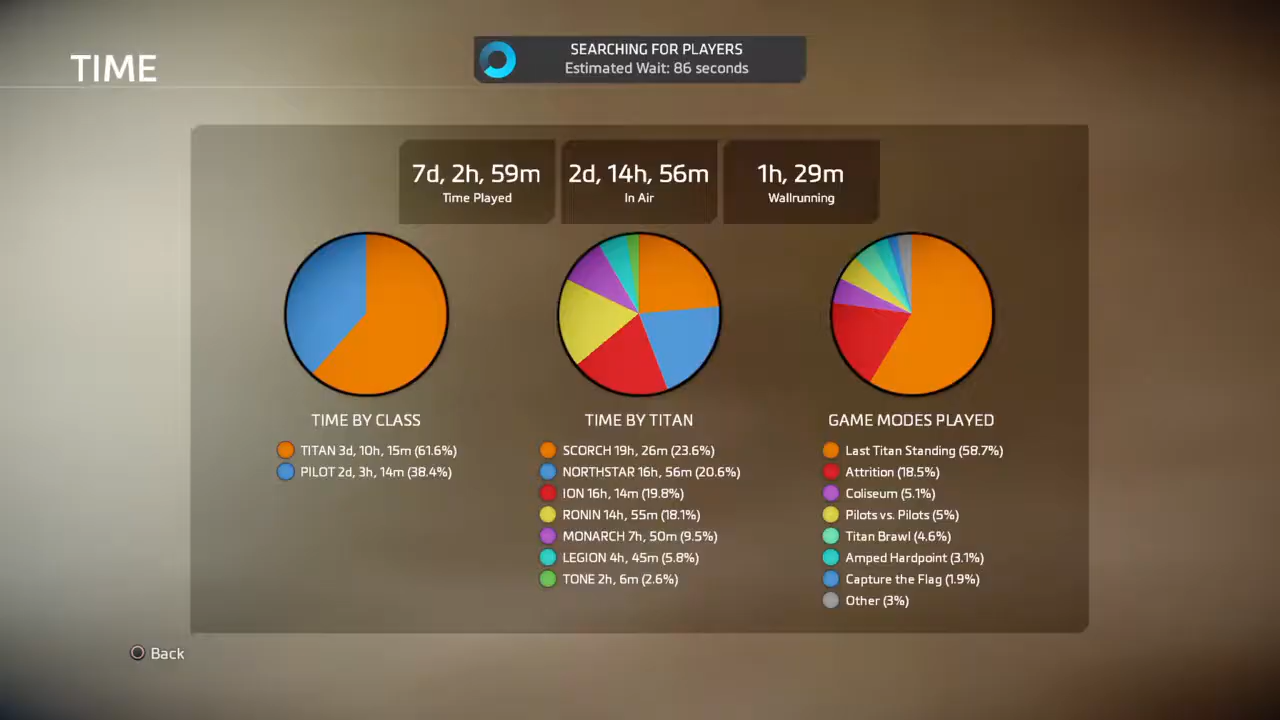 TIME
SEARCHING FOR PLAYERS
Estimated Wait: 86 seconds
7d, 2h, 59m
Time Played
2d, 14h, 56m
In Air
1h, 29m
Wallrunning
TIME BY CLASS
TITAN 3d, 10h, 15m (61.6%)
PILOT 2d, 3h, 14m (38.4%)
TIME BY TITAN
SCORCH 19h, 26m (23.6%)
NORTHSTAR 16h, 56m (20.6%)
ION 16h, 14m (19.8%)
RONIN 14h, 55m (18.1%)
MONARCH 7h, 50m (9.5%)
LEGION 4h, 45m (5.8%)
TONE 2h, 6m (2.6%)
GAME MODES PLAYED
Last Titan Standing (58.7%)
Attrition (18.5%)
Coliseum (5.1%)
Pilots vs. Pilots (5%)
Titan Brawl (4.6%)
Amped Hardpoint (3.1%)
Capture the Flag (1.9%)
Other (3%)
Back